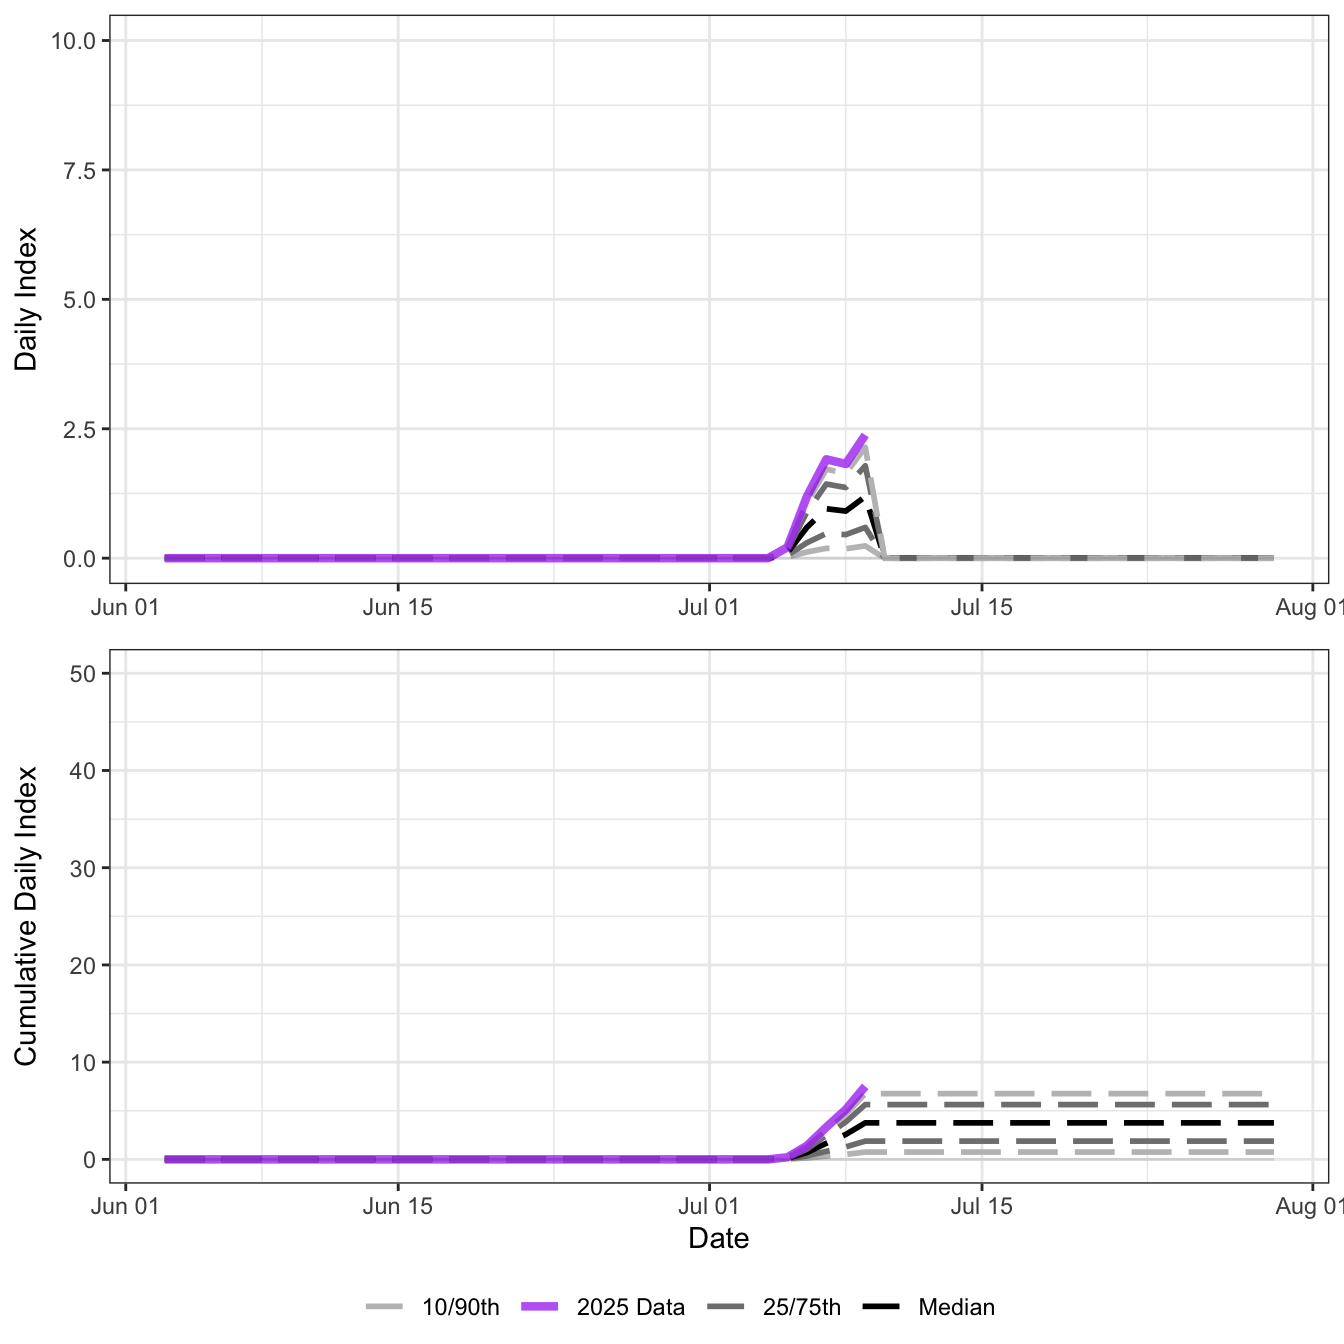 10.0
7.5
5.0
2.5
0.0
Daily Index
Jun 01 Jun 15 Jul 01 Jul 15 Aug 01
50
40
30
20
10
0
Cumulative Daily Index
Jun 01 Jun 15 Jul 01 Jul 15 Aug 01
Date
10/90th 2025 Data 25/75th Median